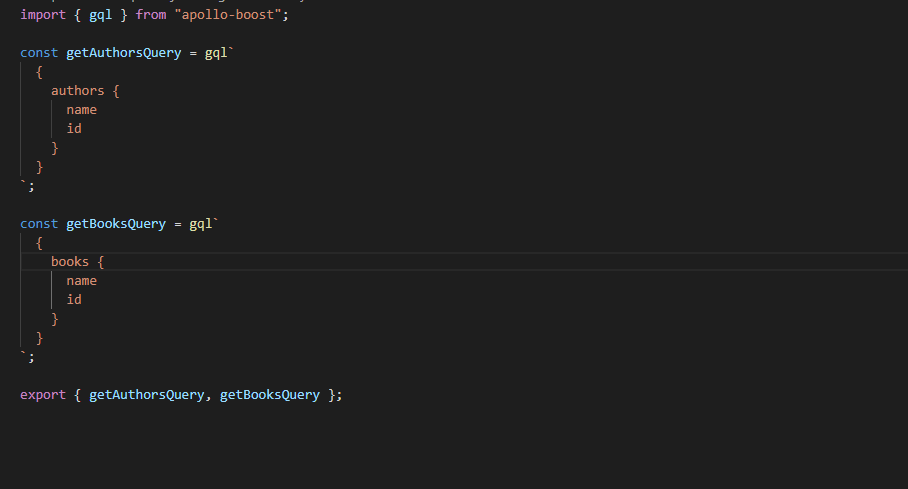 import { gql } from "apollo-boost";
const getAuthorsQuery = gql`
{
authors {
name
id
}
}
`;
const getBooksQuery = gql`
{
books {
name
id
}
}
`;
export { getAuthorsQuery, getBooksQuery };